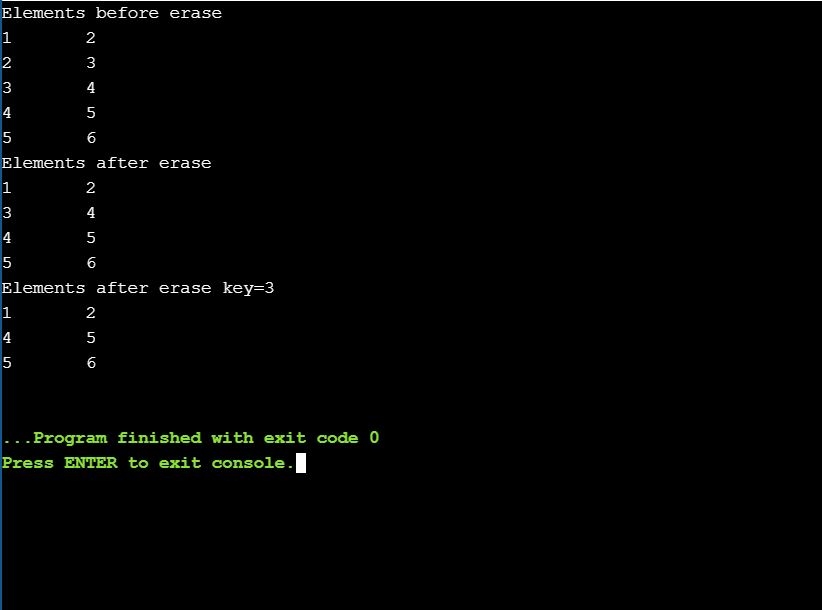 Elements before erase
1 2
2 3
3 4
4 5
5 6
Elements after erase
1 2
3 4
4 5
5 6
Elements after erase key=3
1 2
4 5
5 6
...Program finished with exit code 0
Press ENTER to exit console.